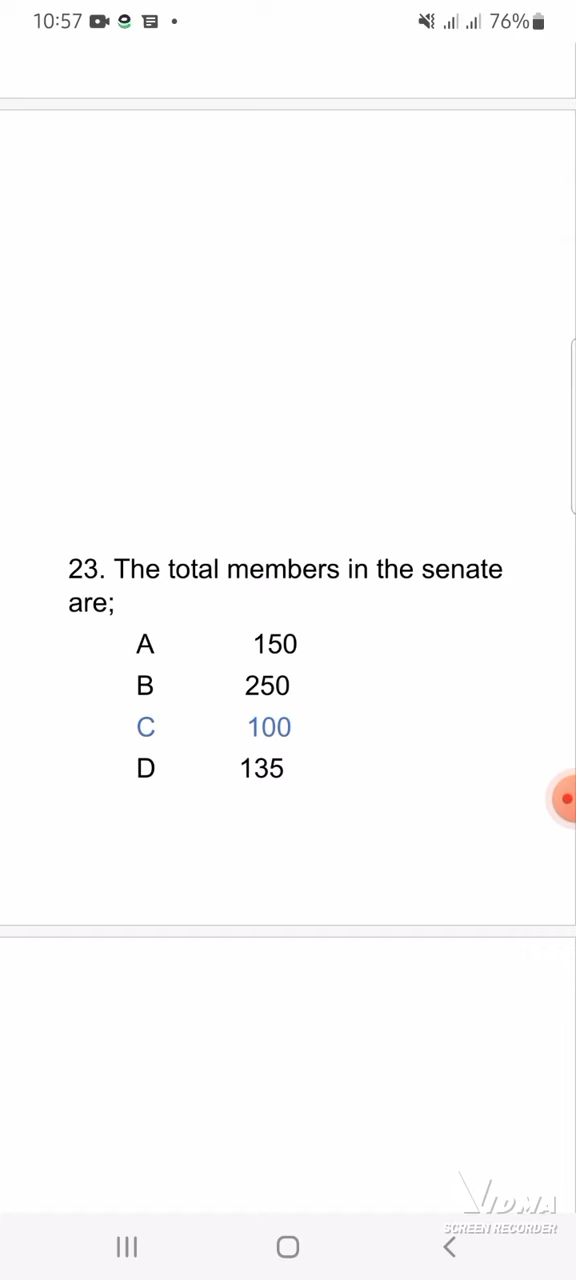 10:57
76%
23. The total members in the senate
are;
A 150
B 250
C 100
D 135
VIDMA
SCREEN RECORDER